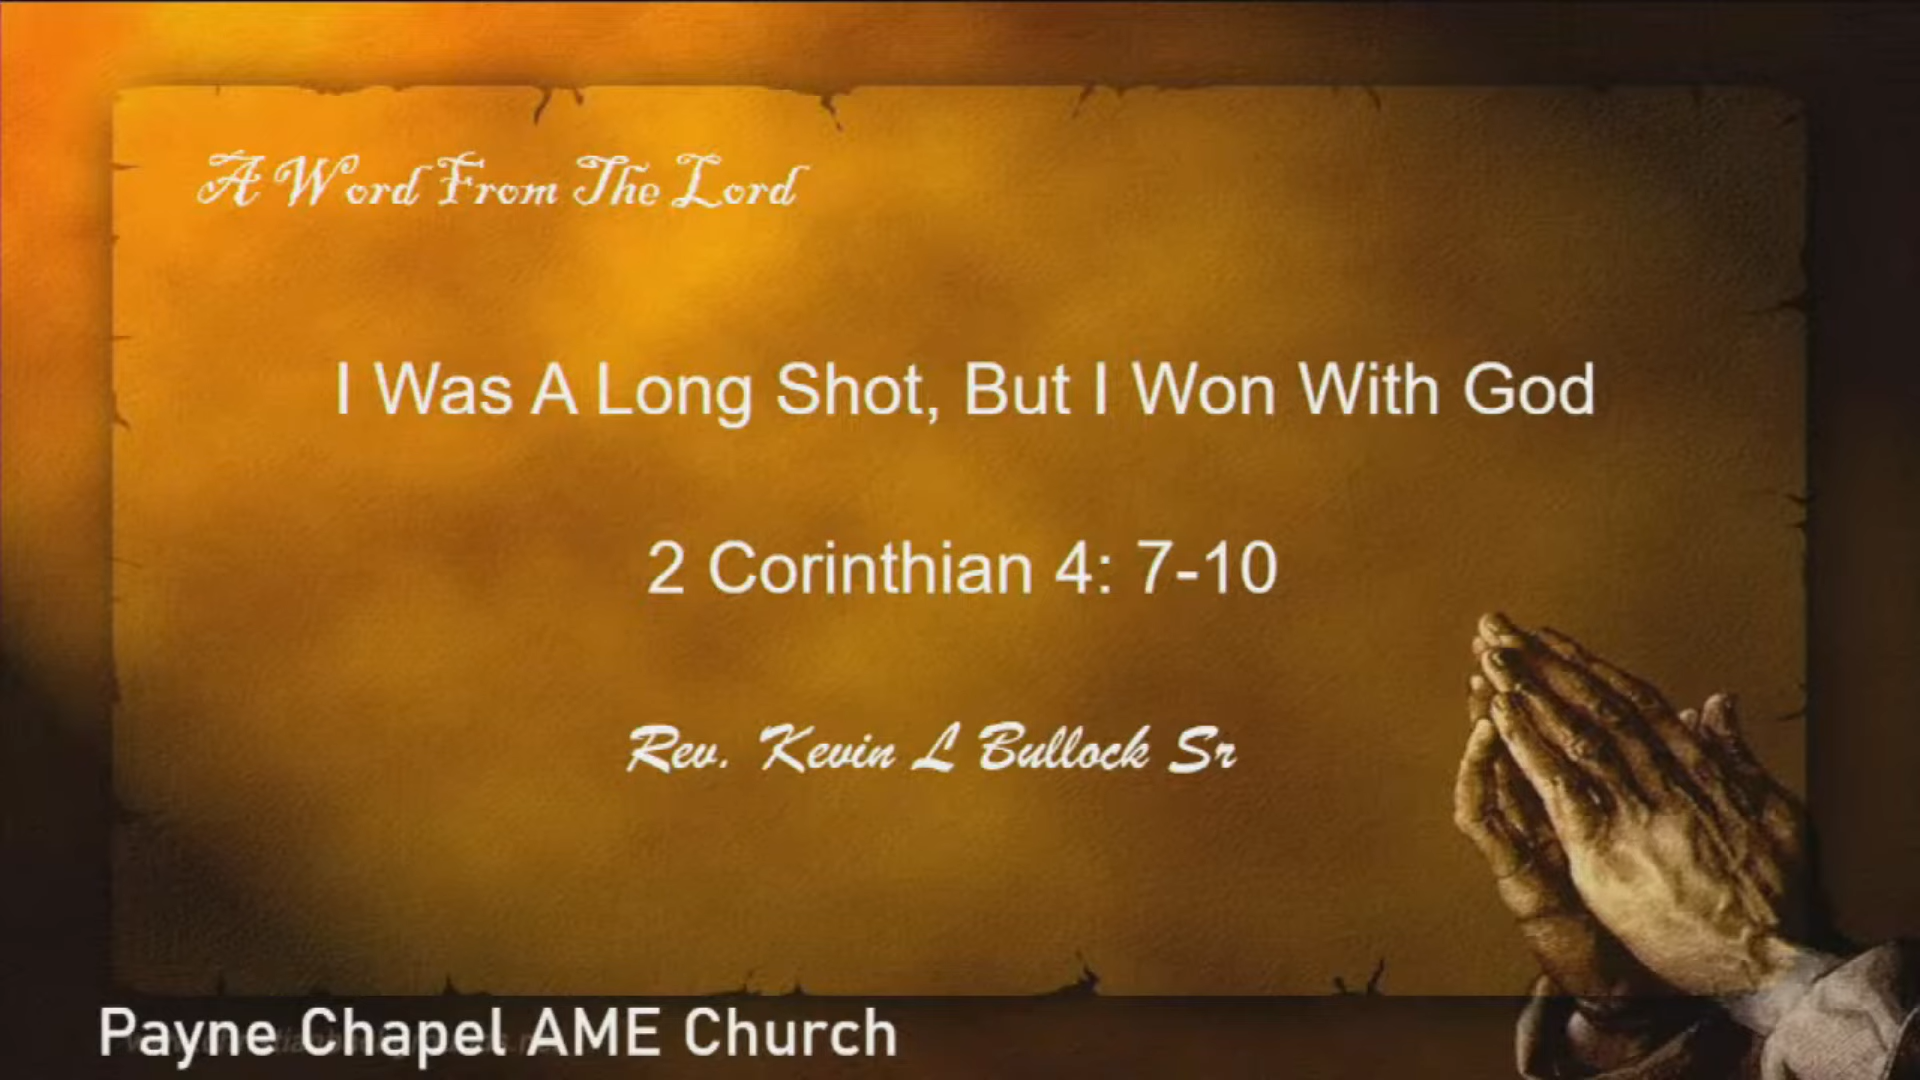 A Word From The Lord
I Was A Long Shot, But I Won With God
2 Corinthian 4: 7-10
Rev. Kevin L Bullock Sr
Payne Chapel AME Church